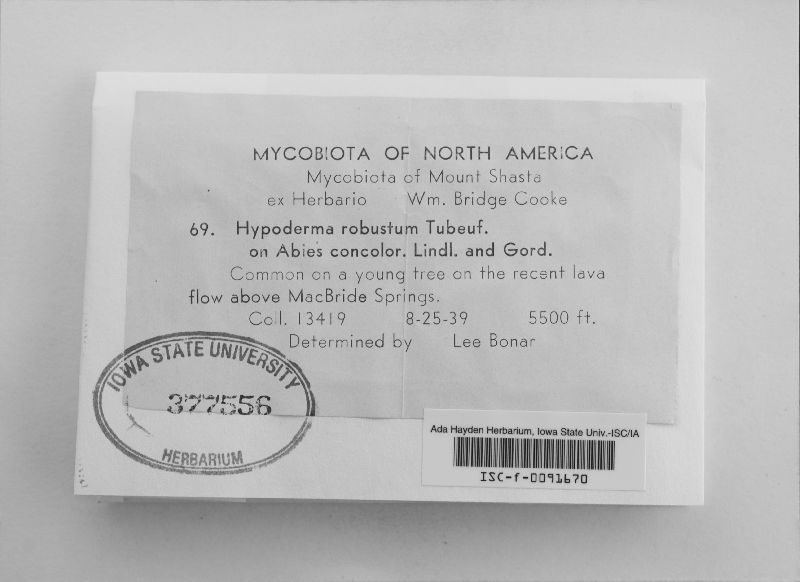 MYCOBIOTA OF NORTH AMERICA
Mycobiota of Mount Shasta
ex Herbario Wm. Bridge Cooke
69. Hypoderma robustum Tubeuf.
on Abies concolor. Lindl. and Gord.
Common on a young tree on the recent lava
flow above MacBride Springs.
Coll. 13419 8-25-39 5500 ft.
Determined by Lee Bonar
IOWA STATE UNIVERSITY
377556
HERBARIUM
Ada Hayden Herbarium, Iowa State Univ.-ISC/IA
ISC-f-0091670